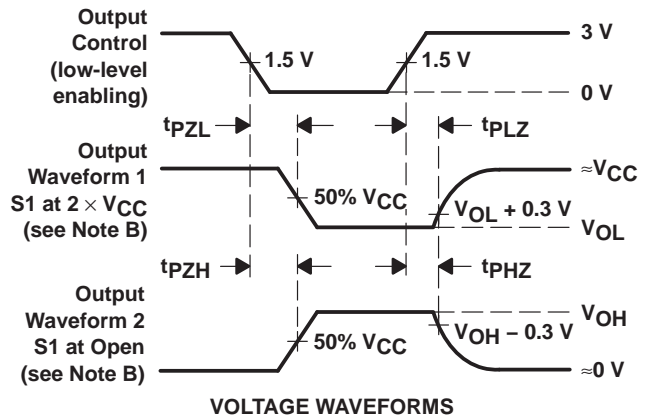 Output
Control
(low-level
enabling)
1.5 V
1.5 V
3 V
0 V
tPZL
tPLZ
Output
Waveform 1
S1 at 2 × VCC
(see Note B)
50% VCC
VOL + 0.3 V
≈VCC
VOL
tPZH
tPHZ
Output
Waveform 2
S1 at Open
(see Note B)
50% VCC
VOH – 0.3 V
VOH
≈0 V
VOLTAGE WAVEFORMS